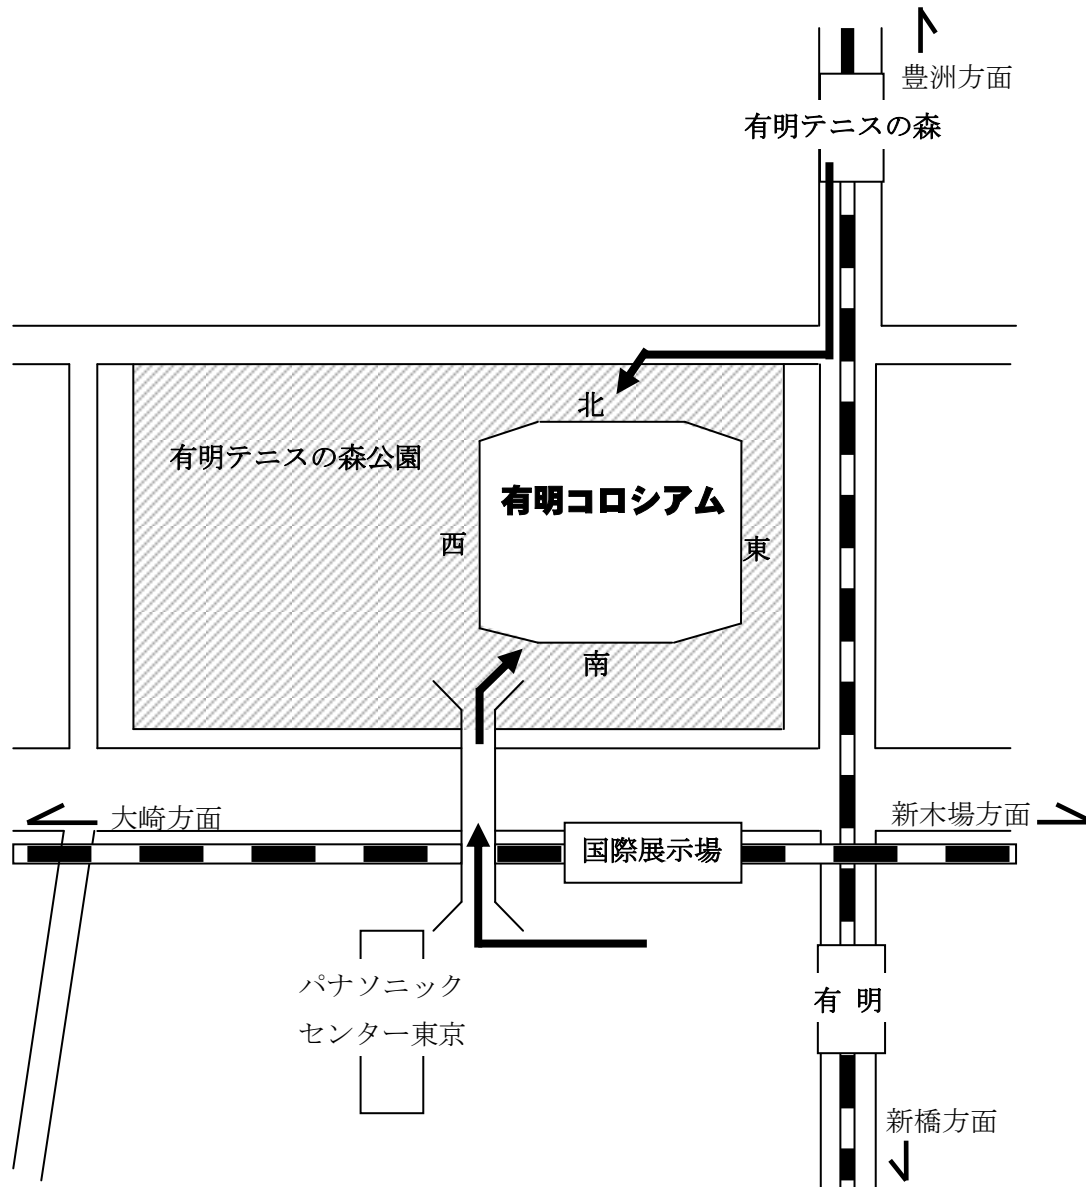 豊洲方面
有明テニスの森
北
有明テニスの森公園
有明コロシアム
西
東
南
大崎方面
新木場方面
国際展示場
パナソニック
センター東京
有 明
新橋方面